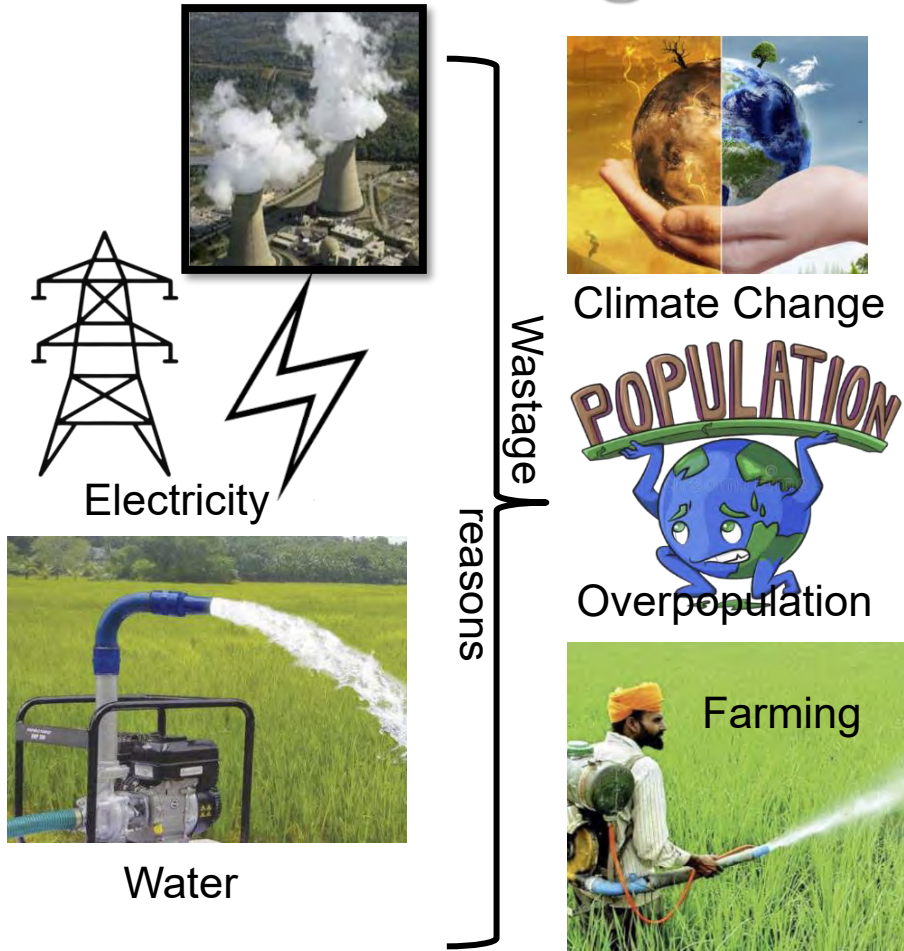 Electricity
Water
Wastage
reasons
Climate Change
POPULATION
Overpopulation
Farming